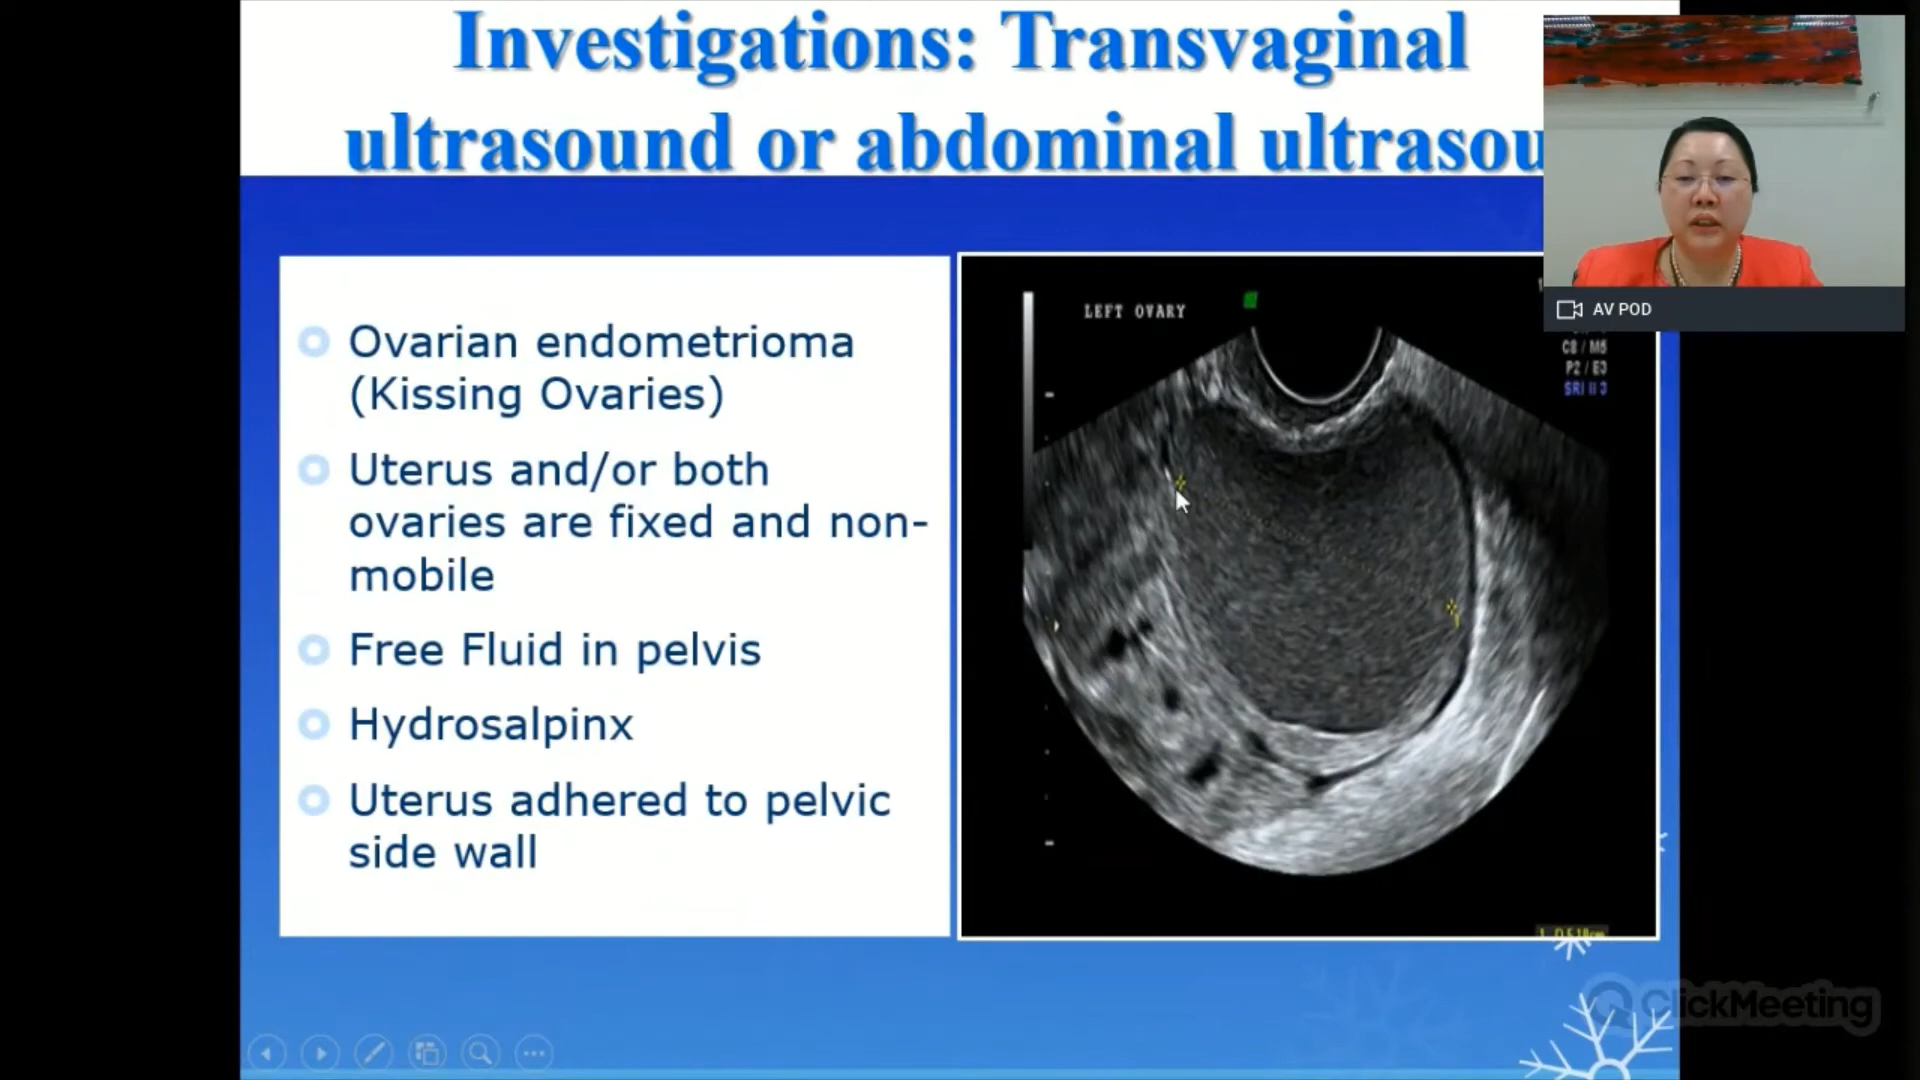 Investigations: Transvaginal
ultrasound or abdominal ultrasou
AV POD
Ovarian endometrioma
(Kissing Ovaries)
Uterus and/or both
ovaries are fixed and non-
mobile
Free Fluid in pelvis
Hydrosalpinx
Uterus adhered to pelvic
side wall
LEFT OVARY
C8 / M5
P2 / E3
SRI II 3
ClickMeeting